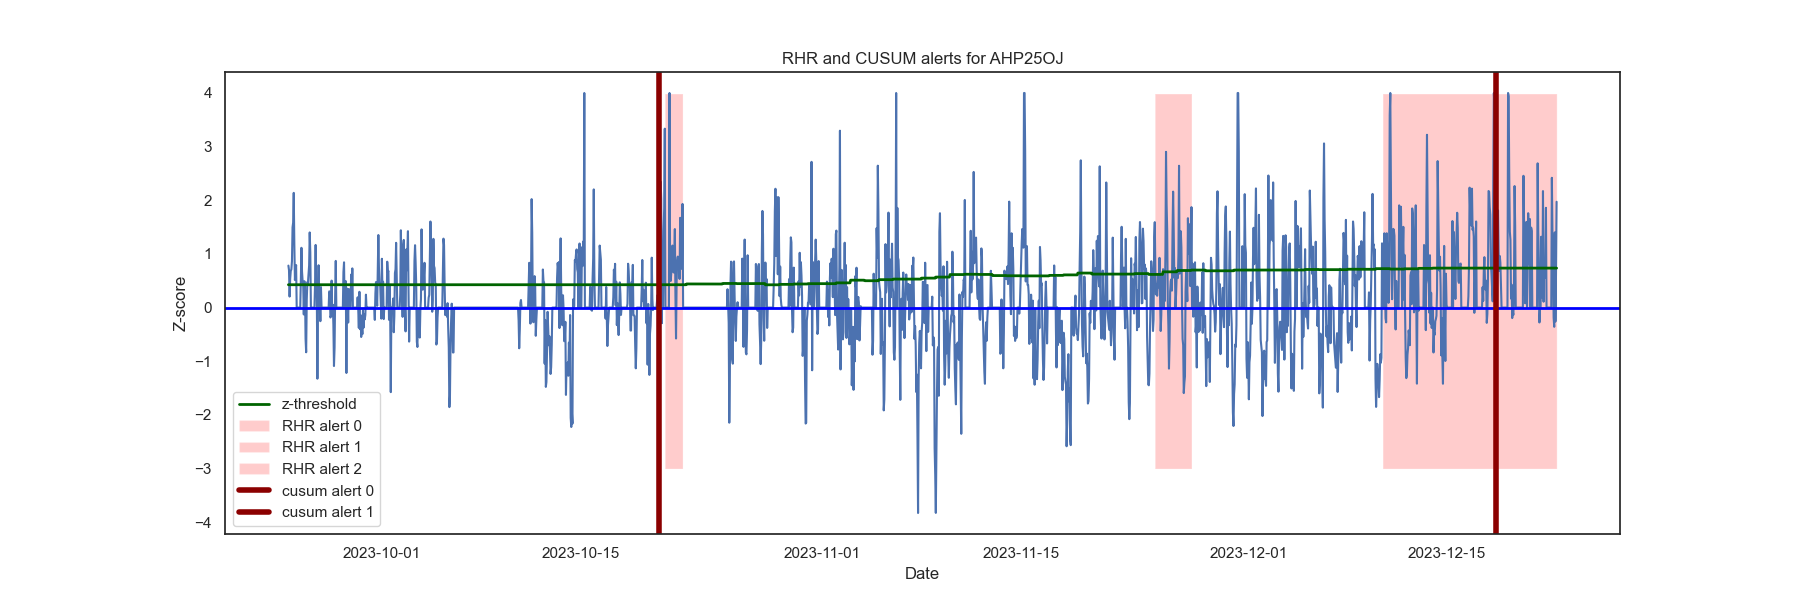 RHR and CUSUM alerts for AHP25OJ
Z-score
4
3
2
1
0
−1
−2
−3
−4
z-threshold
RHR alert 0
RHR alert 1
RHR alert 2
cusum alert 0
cusum alert 1
2023-10-01 2023-10-15 2023-11-01 2023-11-15 2023-12-01 2023-12-15
Date